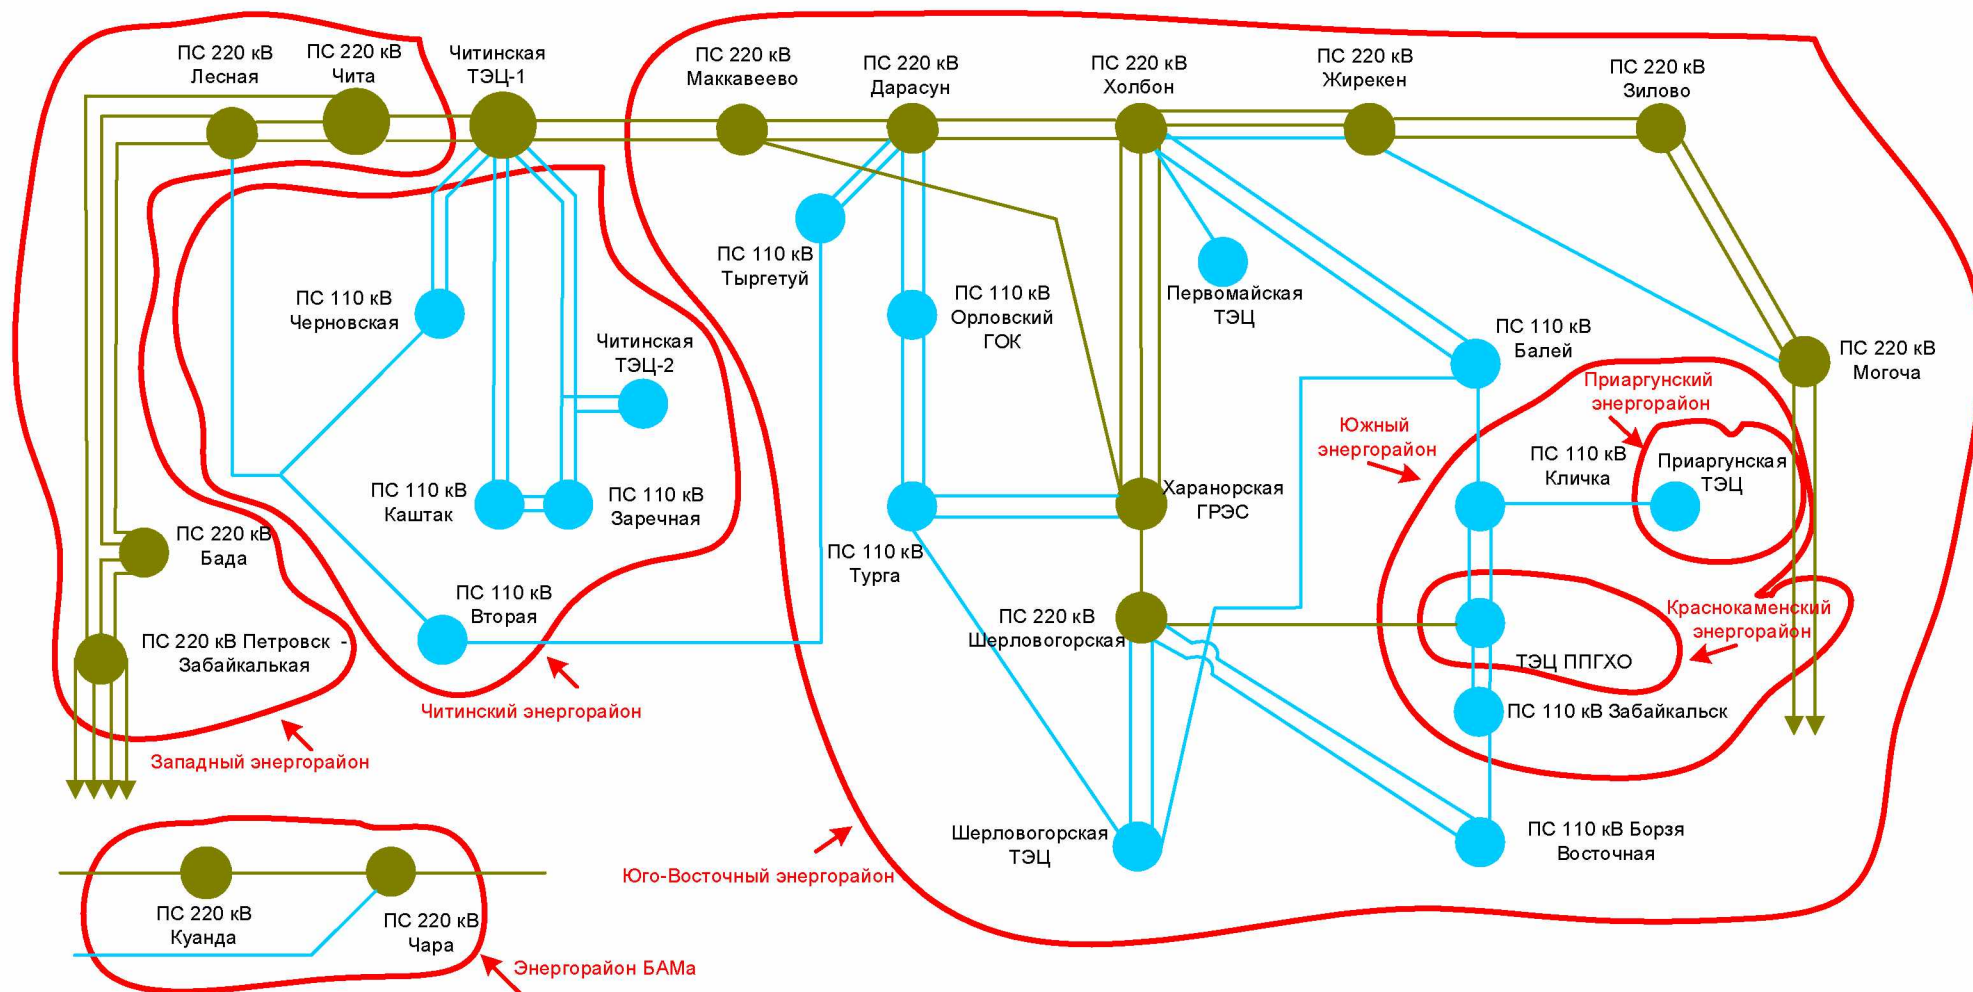 ПС 220 кВ
Лесная
ПС 220 кВ
Чита
Читинская
ТЭЦ-1
ПС 220 кВ
Маккавеево
ПС 220 кВ
Дарасун
ПС 220 кВ
Холбон
ПС 220 кВ
Жирекен
ПС 220 кВ
Зилово
ПС 110 кВ
Тыргетуй
ПС 110 кВ
Черновская
ПС 110 кВ
Орловский
ГОК
Первомайская
ТЭЦ
Читинская
ТЭЦ-2
ПС 110 кВ
Балей
ПС 220 кВ
Могоча
Приаргунский
энергорайон
Южный
энергорайон
ПС 110 кВ
Кличка
Приаргунская
ТЭЦ
ПС 110 кВ
Каштак
ПС 110 кВ
Заречная
Харанорская
ГРЭС
ПС 220 кВ
Бада
ПС 110 кВ
Турга
ПС 110 кВ
Вторая
ПС 220 кВ
Шерловогорская
Краснокаменский
энергорайон
ПС 220 кВ Петровск -
Забайкалькая
ТЭЦ ППГХО
Читинский энергорайон
ПС 110 кВ Забайкальск
Западный энергорайон
Шерловогорская
ТЭЦ
ПС 110 кВ Борзя
Восточная
Юго-Восточный энергорайон
ПС 220 кВ
Куанда
ПС 220 кВ
Чара
Энергорайон БАМа